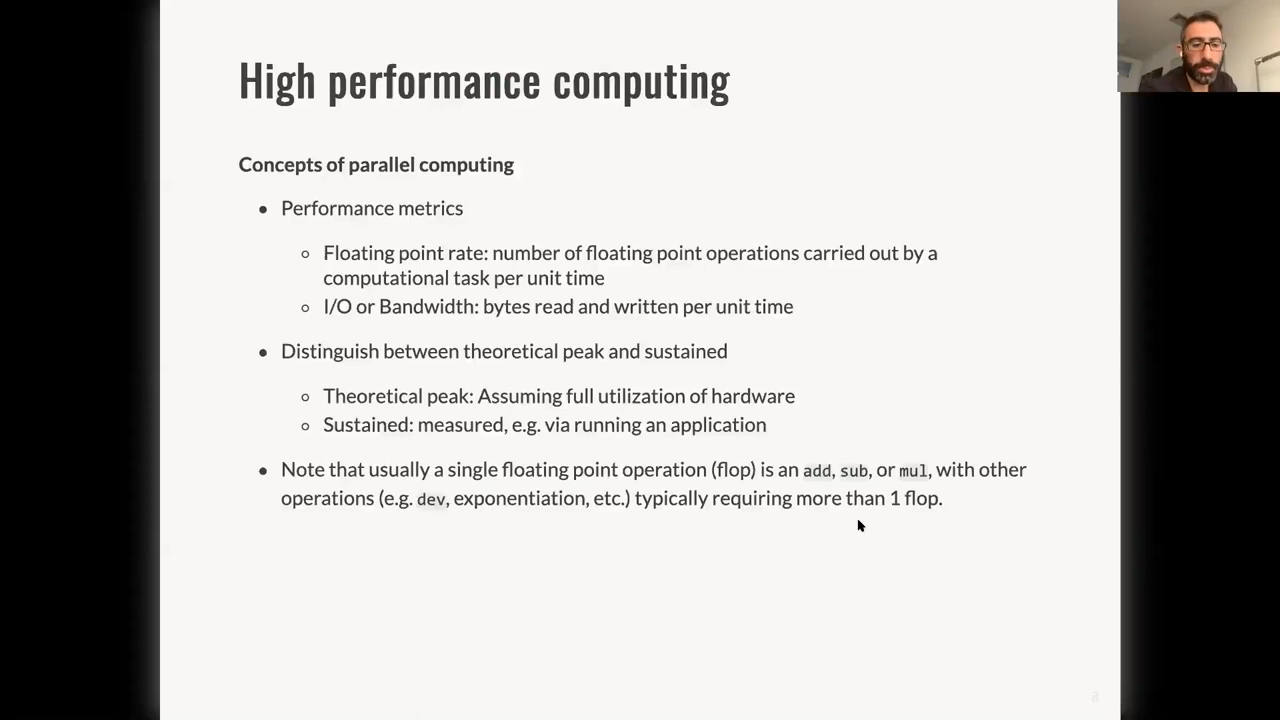 High performance computing
Concepts of parallel computing
• Performance metrics
◦ Floating point rate: number of floating point operations carried out by a
computational task per unit time
◦ I/O or Bandwidth: bytes read and written per unit time
• Distinguish between theoretical peak and sustained
◦ Theoretical peak: Assuming full utilization of hardware
◦ Sustained: measured, e.g. via running an application
• Note that usually a single floating point operation (flop) is an add, sub, or mul, with other
operations (e.g. dev, exponentiation, etc.) typically requiring more than 1 flop.
8